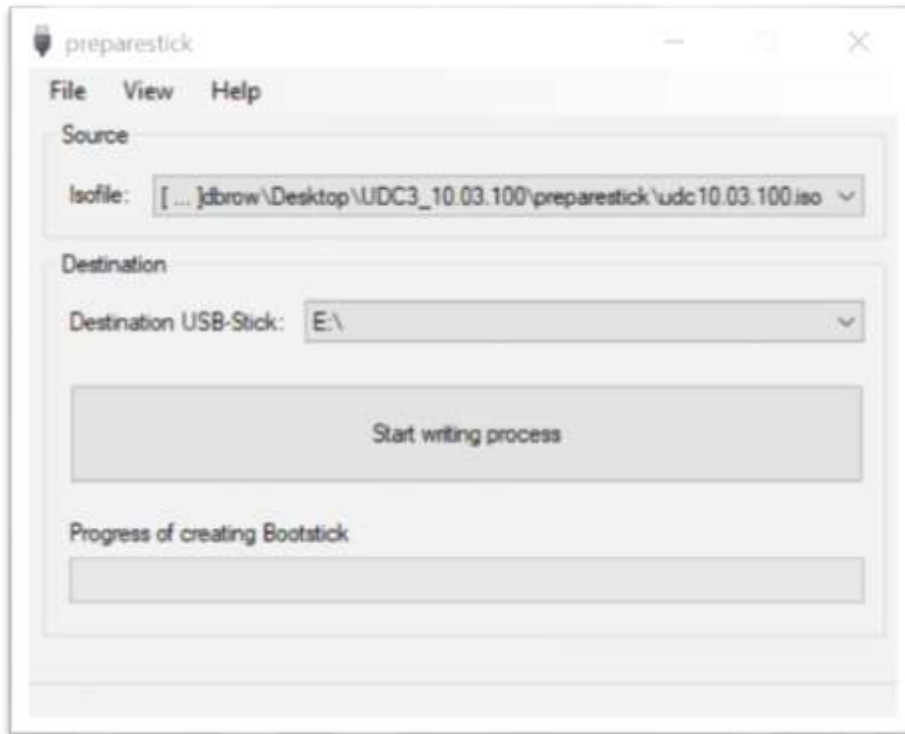 preparestick
File View Help
Source
Isofile: [ ... ]dbrow\Desktop\UDC3_10.03.100\preparestick\udc10.03.100.iso
Destination
Destination USB-Stick: E:\
Start writing process
Progress of creating Bootstick